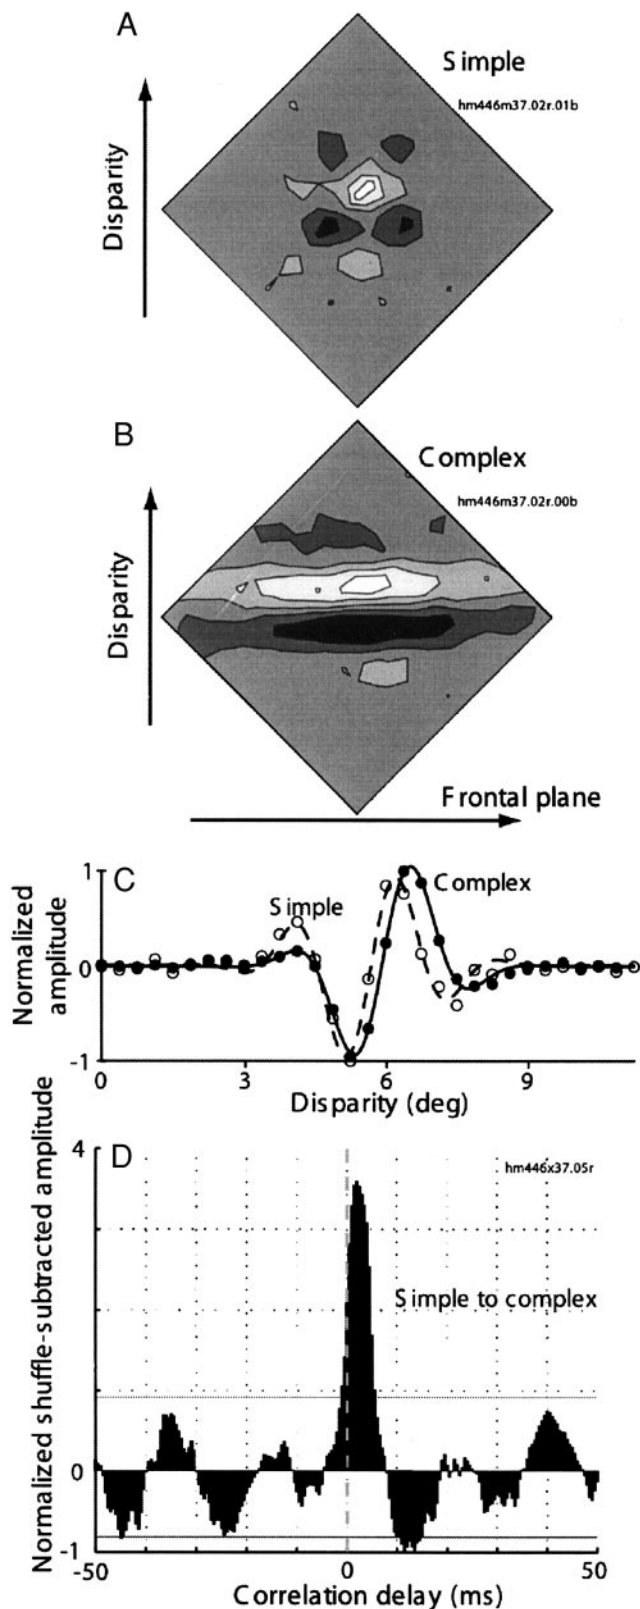 A
Simple
hm446m37.02r.01b
Disparity
B
Complex
hm446m37.02r.00b
Disparity
Frontal plane
C
Simple
Complex
Normalized
amplitude
1
0
-1
0
3
6
9
Disparity (deg)
D
hm446x37.05r
Simple to complex
Normalized shuffle-subtracted amplitude
4
0
-1
-50
0
50
Correlation delay (ms)